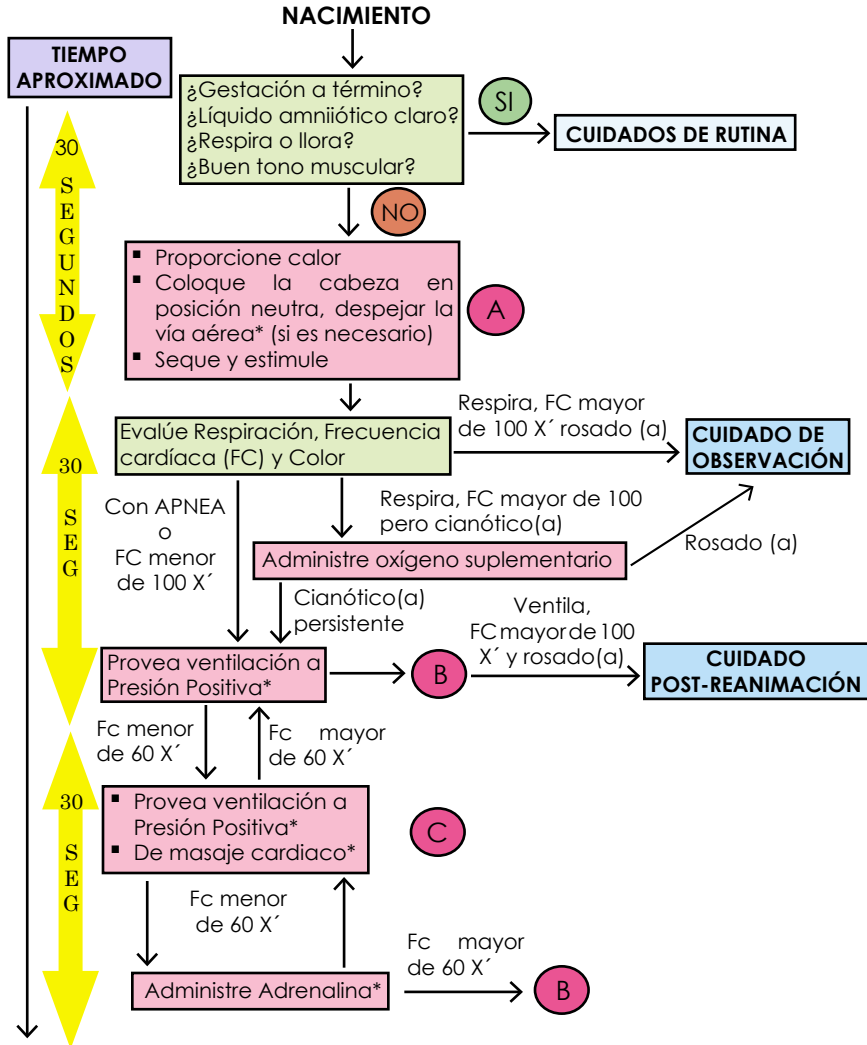 NACIMIENTO
TIEMPO
APROXIMADO
¿Gestación a término?
¿Líquido amniiótico claro?
¿Respira o llora?
¿Buen tono muscular?
SI
CUIDADOS DE RUTINA
NO
30
S
E
G
U
N
D
O
S
▪ Proporcione calor
▪ Coloque la cabeza en
posición neutra, despejar la
vía aérea* (si es necesario)
▪ Seque y estimule
A
Evalúe Respiración, Frecuencia
cardíaca (FC) y Color
Respira, FC mayor
de 100 X´ rosado (a)
CUIDADO DE
OBSERVACIÓN
30
S
E
G
Con APNEA
o
FC menor
de 100 X´
Respira, FC mayor de 100
pero cianótico(a)
Administre oxígeno suplementario
Rosado (a)
Cianótico(a)
persistente
Ventila,
FC mayor de 100
X´ y rosado(a)
Provea ventilación a
Presión Positiva*
B
CUIDADO
POST-REANIMACIÓN
Fc menor
de 60 X´
Fc mayor
de 60 X´
30
S
E
G
▪ Provea ventilación a
Presión Positiva*
▪ De masaje cardiaco*
C
Fc menor
de 60 X´
Fc mayor
de 60 X´
Administre Adrenalina*
B